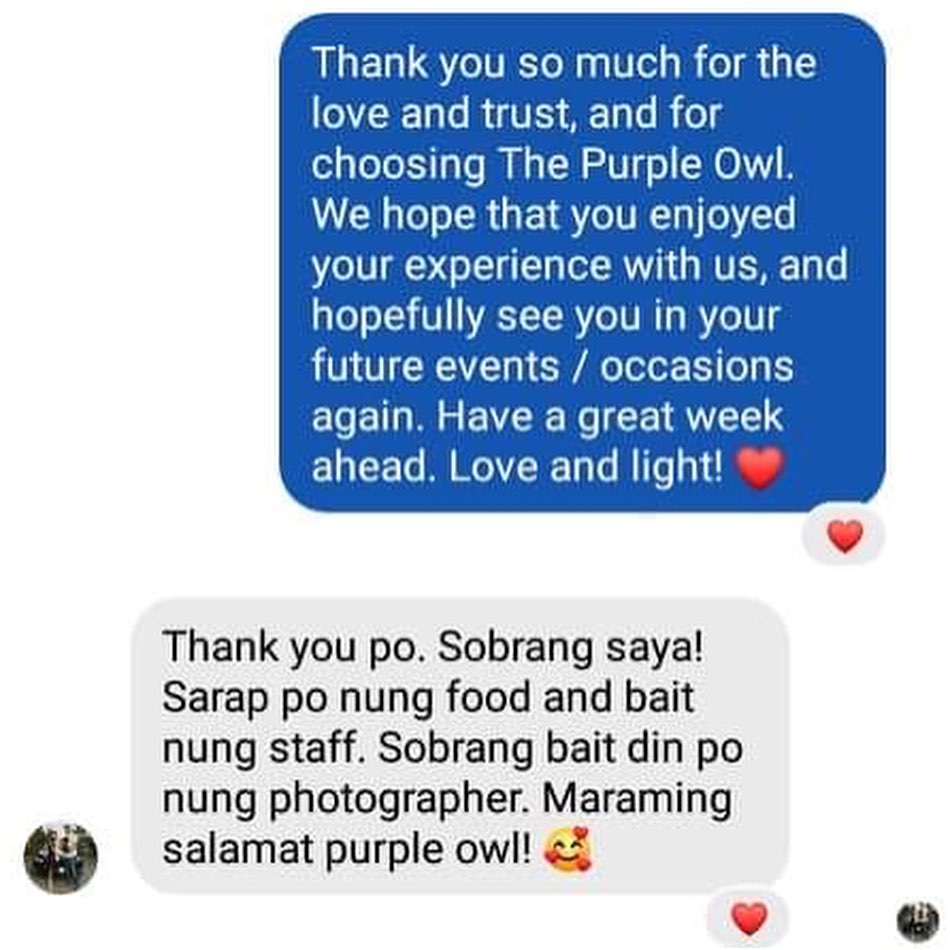 Thank you so much for the
love and trust, and for
choosing The Purple Owl.
We hope that you enjoyed
your experience with us, and
hopefully see you in your
future events / occasions
again. Have a great week
ahead. Love and light! ❤️
❤️
Thank you po. Sobrang saya!
Sarap po nung food and bait
nung staff. Sobrang bait din po
nung photographer. Maraming
salamat purple owl! 🥰
❤️